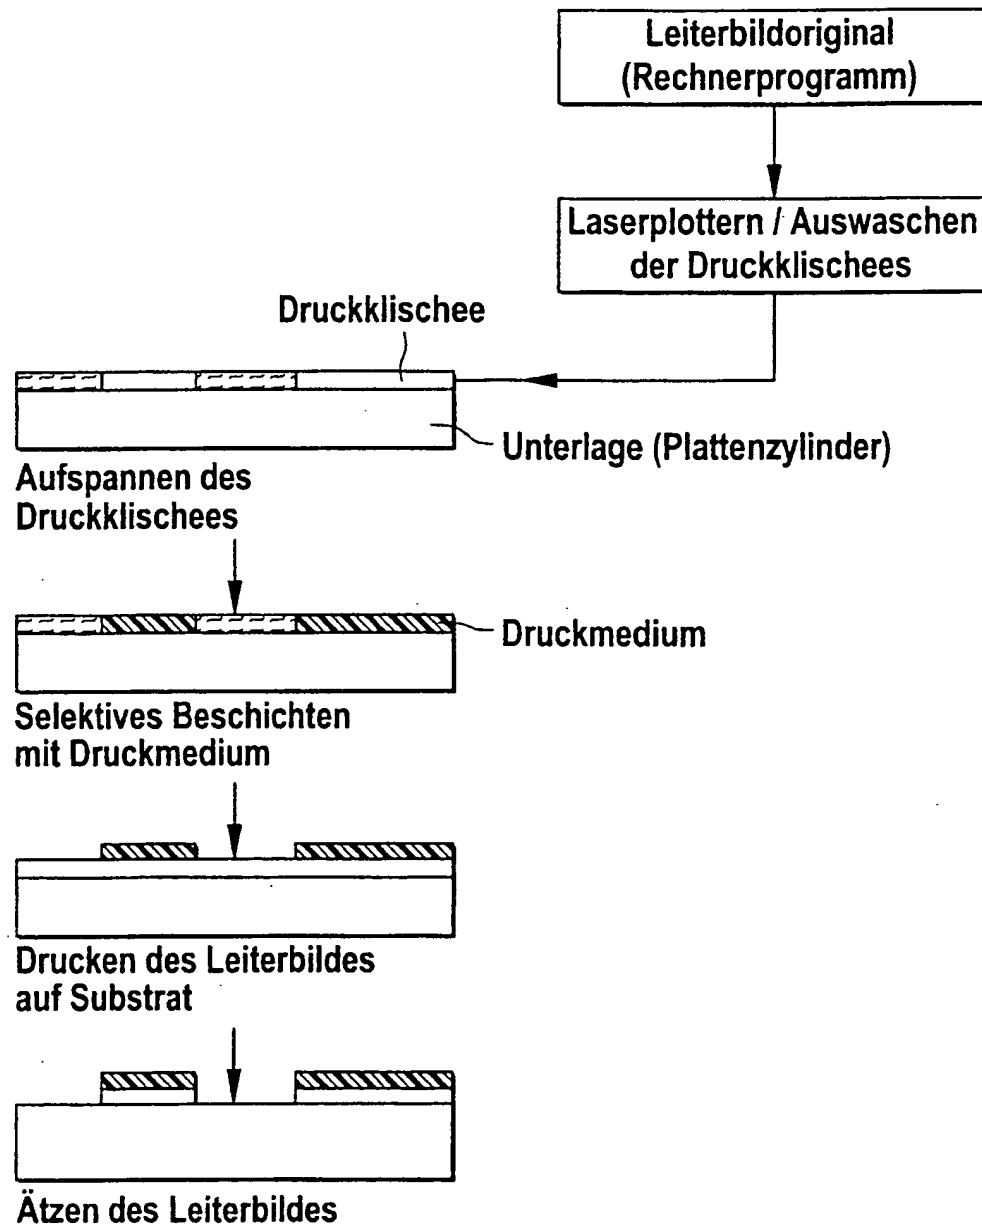 Leiterbildoriginal
(Rechnerprogramm)
Laserplottern / Auswaschen
der Druckklischees
Druckklischee
Unterlage (Plattenzylinder)
Aufspannen des
Druckklischees
Druckmedium
Selektives Beschichten
mit Druckmedium
Drucken des Leiterbildes
auf Substrat
Ätzen des Leiterbildes